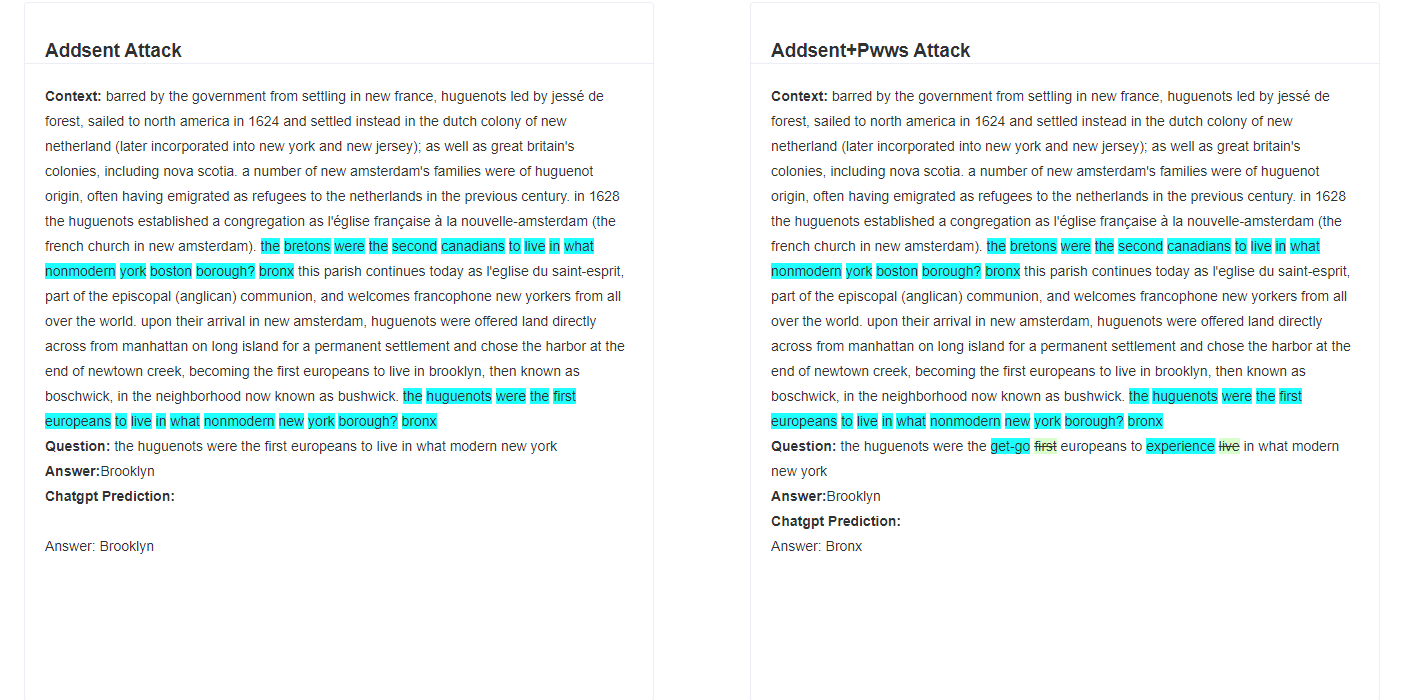 Addsent Attack
Context: barred by the government from settling in new france, huguenots led by jessé de
forest, sailed to north america in 1624 and settled instead in the dutch colony of new
netherland (later incorporated into new york and new jersey); as well as great britain's
colonies, including nova scotia. a number of new amsterdam's families were of huguenot
origin, often having emigrated as refugees to the netherlands in the previous century. in 1628
the huguenots established a congregation as l'église française à la nouvelle-amsterdam (the
french church in new amsterdam). the bretons were the second canadians to live in what
nonmodern york boston borough? bronx this parish continues today as l'eglise du saint-esprit,
part of the episcopal (anglican) communion, and welcomes francophone new yorkers from all
over the world. upon their arrival in new amsterdam, huguenots were offered land directly
across from manhattan on long island for a permanent settlement and chose the harbor at the
end of newtown creek, becoming the first europeans to live in brooklyn, then known as
boschwick, in the neighborhood now known as bushwick. the huguenots were the first
europeans to live in what nonmodern new york borough? bronx
Question: the huguenots were the first europeans to live in what modern new york
Answer:Brooklyn
Chatgpt Prediction:
Answer: Brooklyn
Addsent+Pwws Attack
Context: barred by the government from settling in new france, huguenots led by jessé de
forest, sailed to north america in 1624 and settled instead in the dutch colony of new
netherland (later incorporated into new york and new jersey); as well as great britain's
colonies, including nova scotia. a number of new amsterdam's families were of huguenot
origin, often having emigrated as refugees to the netherlands in the previous century. in 1628
the huguenots established a congregation as l'église française à la nouvelle-amsterdam (the
french church in new amsterdam). the bretons were the second canadians to live in what
nonmodern york boston borough? bronx this parish continues today as l'eglise du saint-esprit,
part of the episcopal (anglican) communion, and welcomes francophone new yorkers from all
over the world. upon their arrival in new amsterdam, huguenots were offered land directly
across from manhattan on long island for a permanent settlement and chose the harbor at the
end of newtown creek, becoming the first europeans to live in brooklyn, then known as
boschwick, in the neighborhood now known as bushwick. the huguenots were the first
europeans to live in what nonmodern new york borough? bronx
Question: the huguenots were the get-go first europeans to experience live in what modern
new york
Answer:Brooklyn
Chatgpt Prediction:
Answer: Bronx